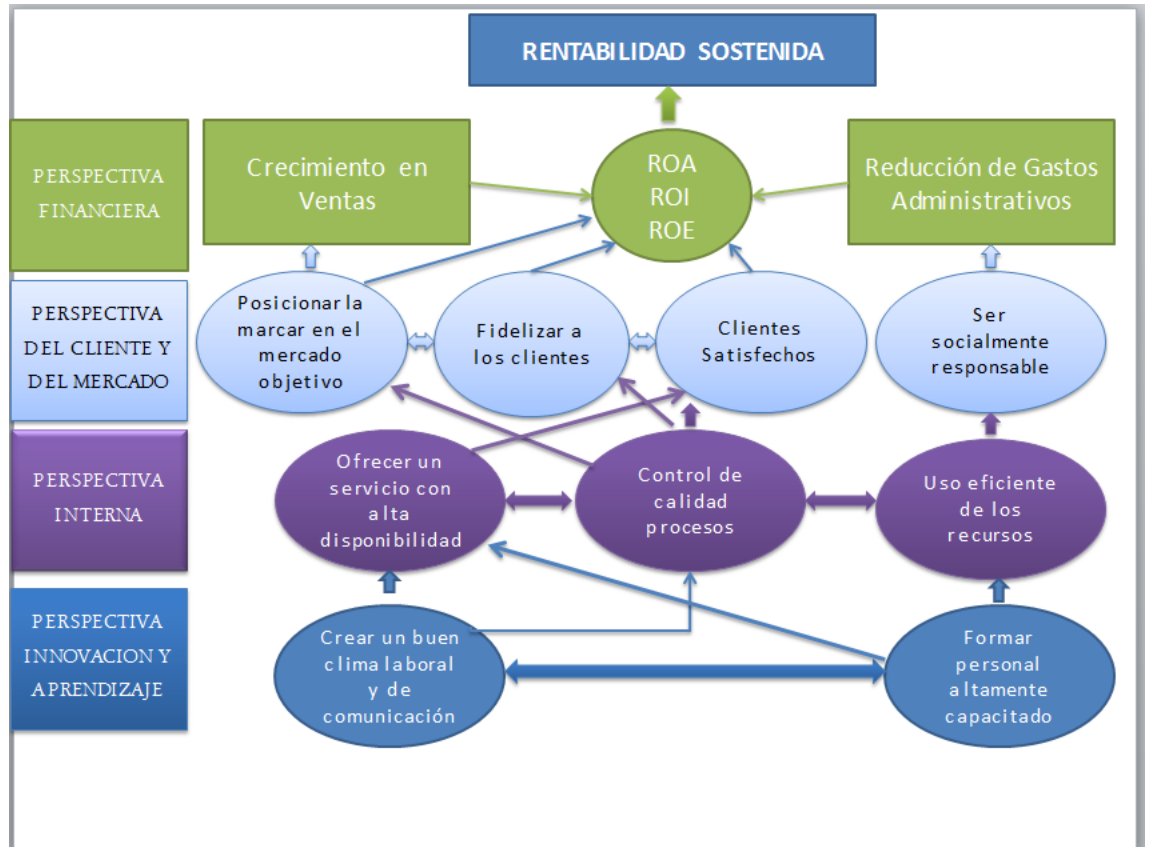 RENTABILIDAD SOSTENIDA
PERSPECTIVA
FINANCIERA
Crecimiento en
Ventas
ROA
ROI
ROE
Reducción de Gastos
Administrativos
PERSPECTIVA
DEL CLIENTE Y
DEL MERCADO
Posicionar la
marcar en el
mercado
objetivo
Fidelizar a
los clientes
Clientes
Satisfechos
Ser
socialmente
responsable
PERSPECTIVA
INTERNA
Ofrecer un
servicio con
alta
disponibilidad
Control de
calidad
procesos
Uso eficiente
de los
recursos
PERSPECTIVA
INNOVACION Y
APRENDIZAJE
Crear un buen
clima laboral
y de
comunicación
Formar
personal
altamente
capacitado